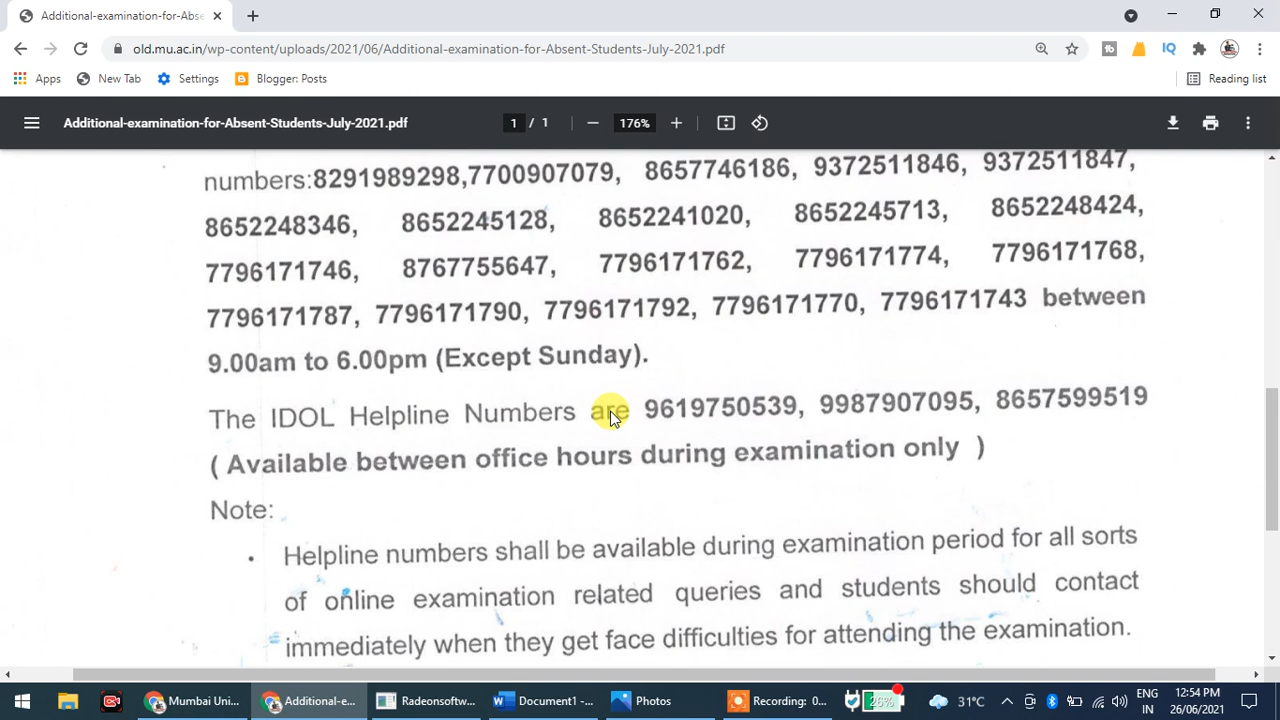 Additional-examination-for-Abse
old.mu.ac.in/wp-content/uploads/2021/06/Additional-examination-for-Absent-Students-July-2021.pdf
Apps New Tab Settings Blogger: Posts Reading list
Additional-examination-for-Absent-Students-July-2021.pdf 1 / 1 176%
numbers:8291989298,7700907079, 8657746186, 9372511846, 9372511847,
8652248346, 8652245128, 8652241020, 8652245713, 8652248424,
7796171746, 8767755647, 7796171762, 7796171774, 7796171768,
7796171787, 7796171790, 7796171792, 7796171770, 7796171743 between
9.00am to 6.00pm (Except Sunday).
The IDOL Helpline Numbers are 9619750539, 9987907095, 8657599519
( Available between office hours during examination only )
Note:
• Helpline numbers shall be available during examination period for all sorts
of online examination related queries and students should contact
immediately when they get face difficulties for attending the examination.
Mumbai Uni... Additional-e... Radeonsoftw... Document1 -... Photos Recording: 0... 26% 31°C ENG 12:54 PM
IN 26/06/2021